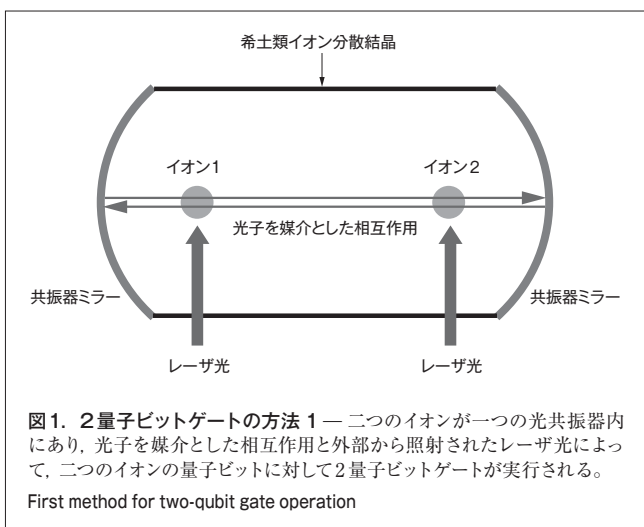 希土類イオン分散結晶
イオン1
イオン2
光子を媒介とした相互作用
共振器ミラー
共振器ミラー
レーザ光
レーザ光
図1. 2量子ビットゲートの方法 1 — 二つのイオンが一つの光共振器内
にあり, 光子を媒介とした相互作用と外部から照射されたレーザ光によっ
て, 二つのイオンの量子ビットに対して2量子ビットゲートが実行される。
First method for two-qubit gate operation